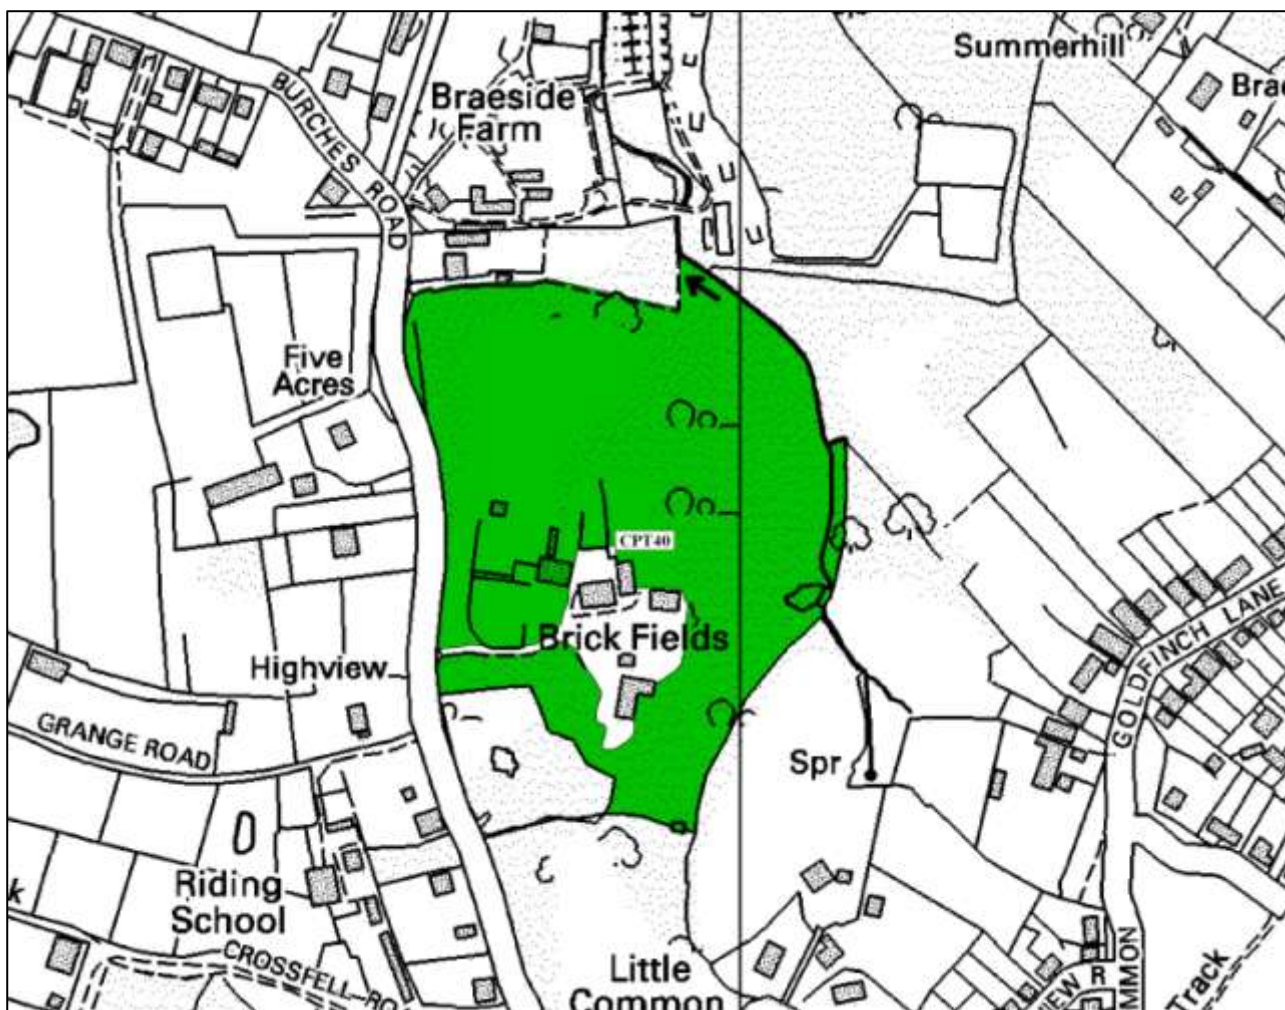 Summerhill
Braeside
Farm
BURCHES ROAD
Five
Acres
CPT40
Brick Fields
Highview
GRANGE ROAD
GOLDFINCH LANE
Spr
Riding
School
CROSSFELL
Little
Common
Track